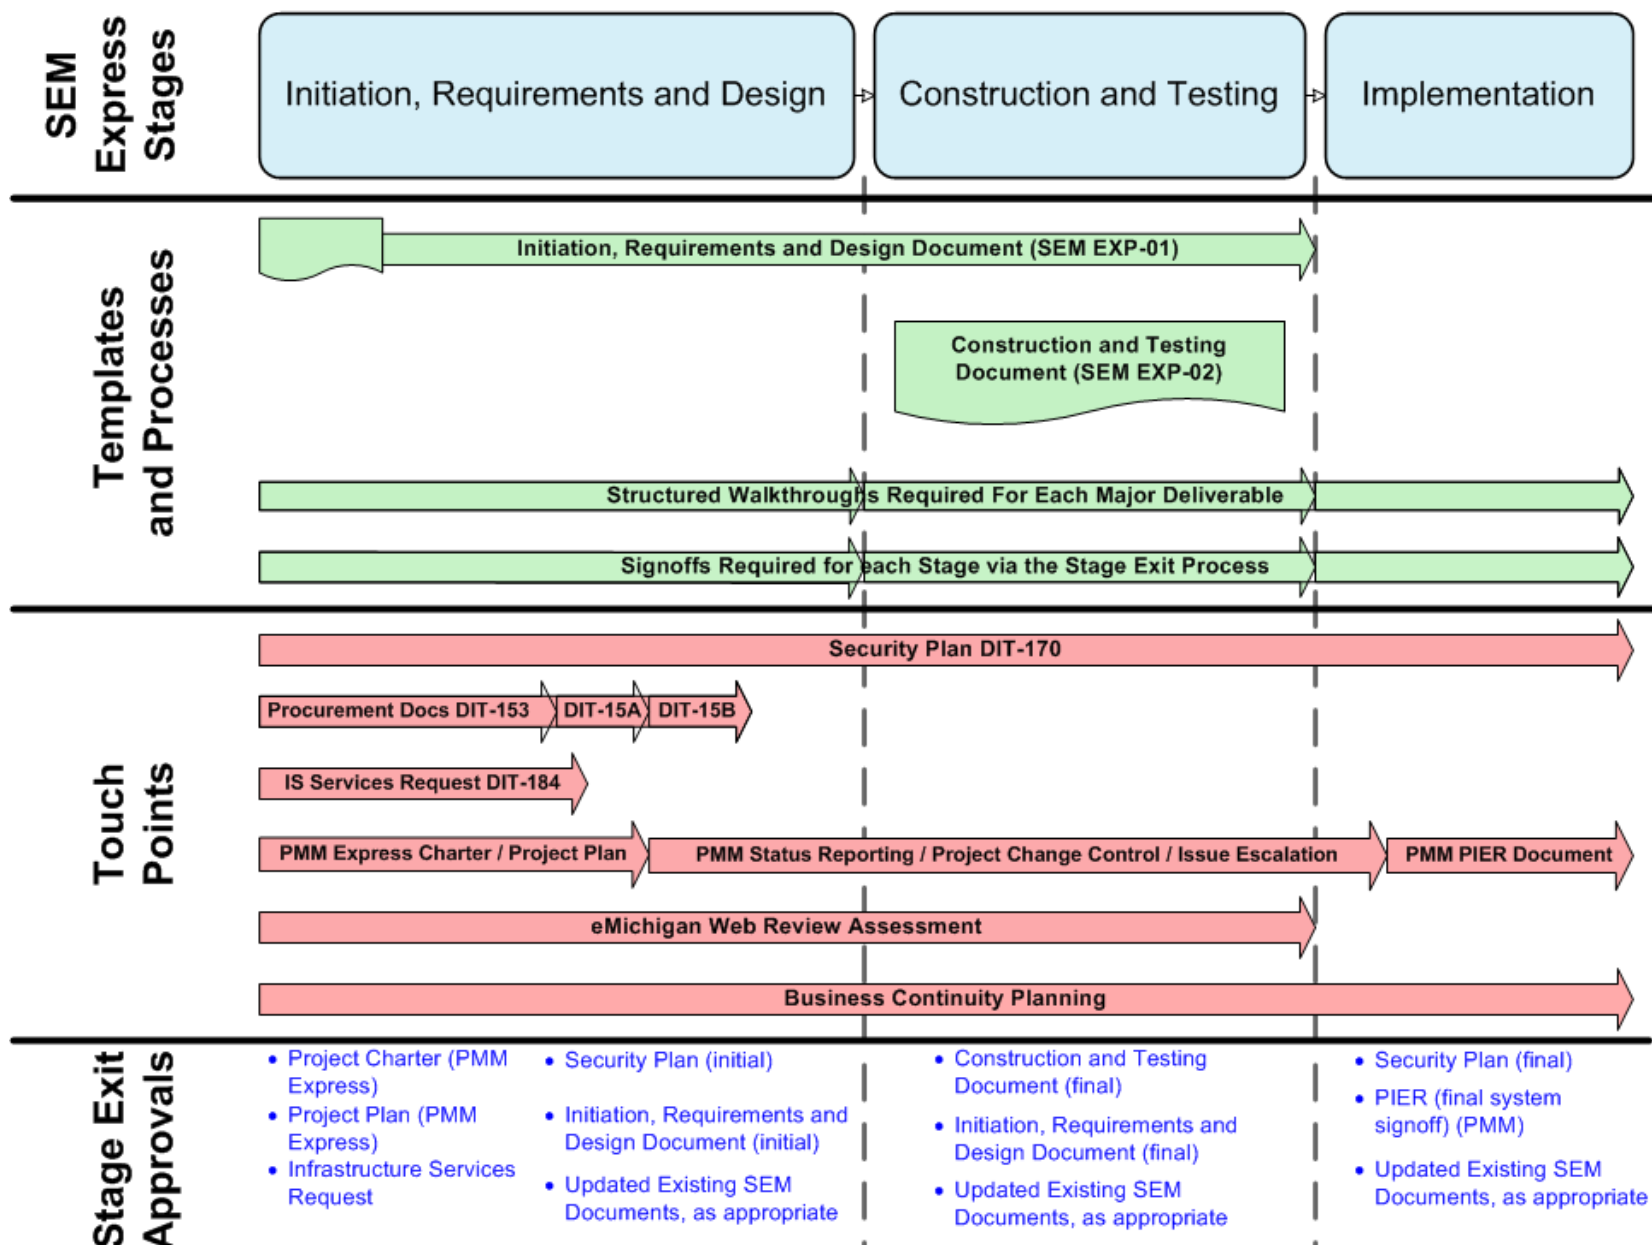 SEM
Express
Stages
Initiation, Requirements and Design
Construction and Testing
Implementation
Templates
and Processes
Initiation, Requirements and Design Document (SEM EXP-01)
Construction and Testing
Document (SEM EXP-02)
Structured Walkthroughs Required For Each Major Deliverable
Signoffs Required for each Stage via the Stage Exit Process
Touch
Points
Security Plan DIT-170
Procurement Docs DIT-153
DIT-15A
DIT-15B
IS Services Request DIT-184
PMM Express Charter / Project Plan
PMM Status Reporting / Project Change Control / Issue Escalation
PMM PIER Document
eMichigan Web Review Assessment
Business Continuity Planning
Stage Exit
Approvals
• Project Charter (PMM
Express)
• Project Plan (PMM
Express)
• Infrastructure Services
Request
• Security Plan (initial)
• Initiation, Requirements and
Design Document (initial)
• Updated Existing SEM
Documents, as appropriate
• Construction and Testing
Document (final)
• Initiation, Requirements and
Design Document (final)
• Updated Existing SEM
Documents, as appropriate
• Security Plan (final)
• PIER (final system
signoff) (PMM)
• Updated Existing SEM
Documents, as appropriate